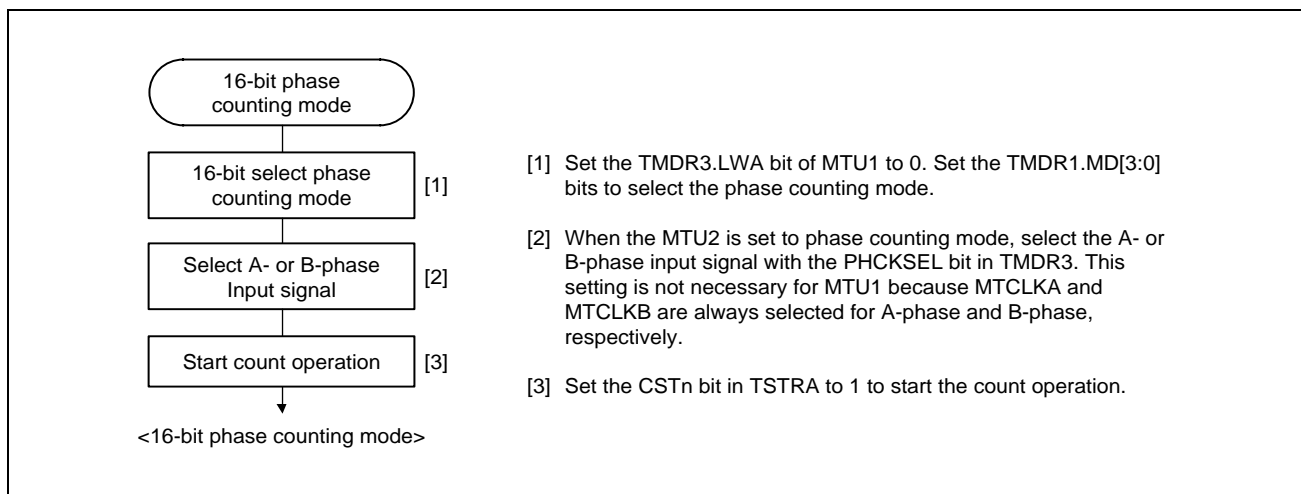 16-bit phase
counting mode
16-bit select phase
counting mode
[1]
Select A- or B-phase
Input signal
[2]
Start count operation
[3]
<16-bit phase counting mode>
[1] Set the TMDR3.LWA bit of MTU1 to 0. Set the TMDR1.MD[3:0]
bits to select the phase counting mode.
[2] When the MTU2 is set to phase counting mode, select the A- or
B-phase input signal with the PHCKSEL bit in TMDR3. This
setting is not necessary for MTU1 because MTCLKA and
MTCLKB are always selected for A-phase and B-phase,
respectively.
[3] Set the CSTn bit in TSTRA to 1 to start the count operation.